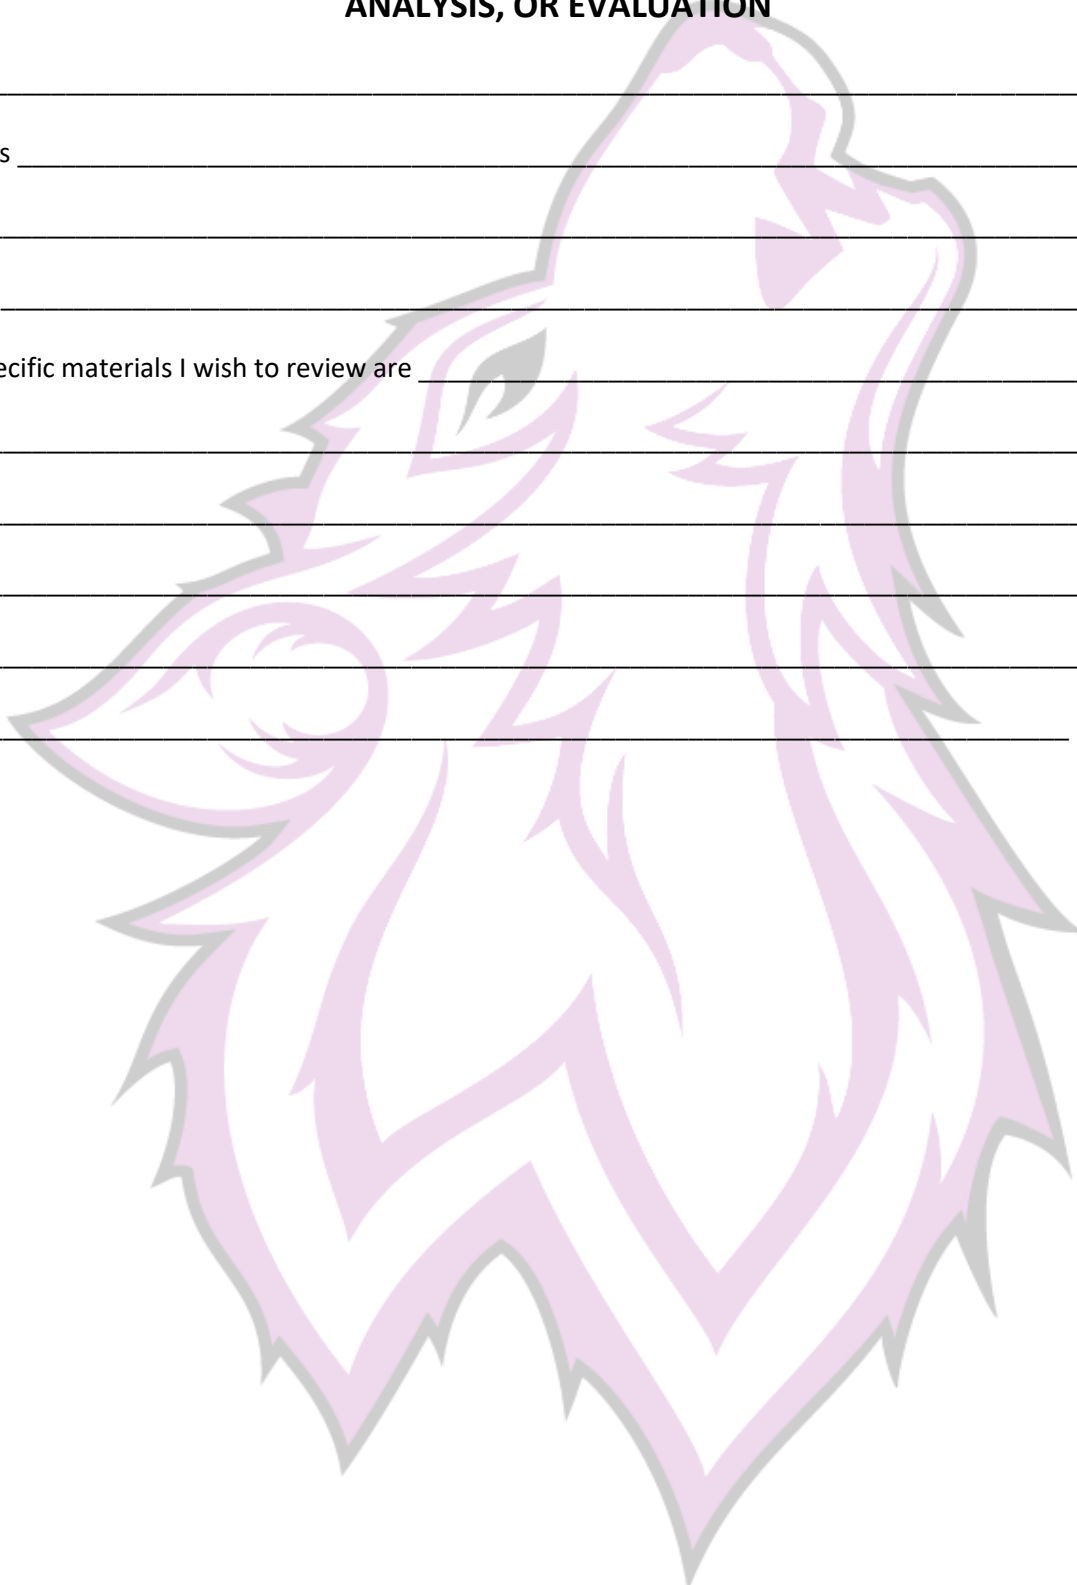 ANALYSIS, OR EVALUATION
s
ecific materials I wish to review are